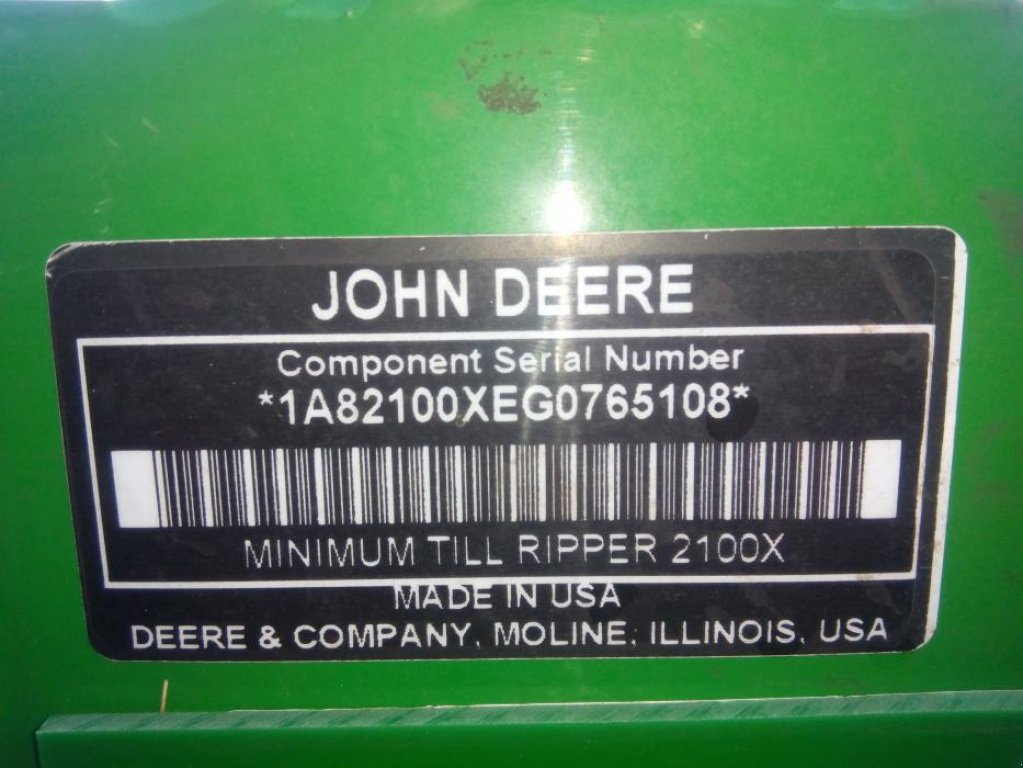 JOHN DEERE
Component Serial Number
*1A82100XEG0765108*
MINIMUM TILL RIPPER 2100X
MADE IN USA
DEERE & COMPANY, MOLINE, ILLINOIS, USA